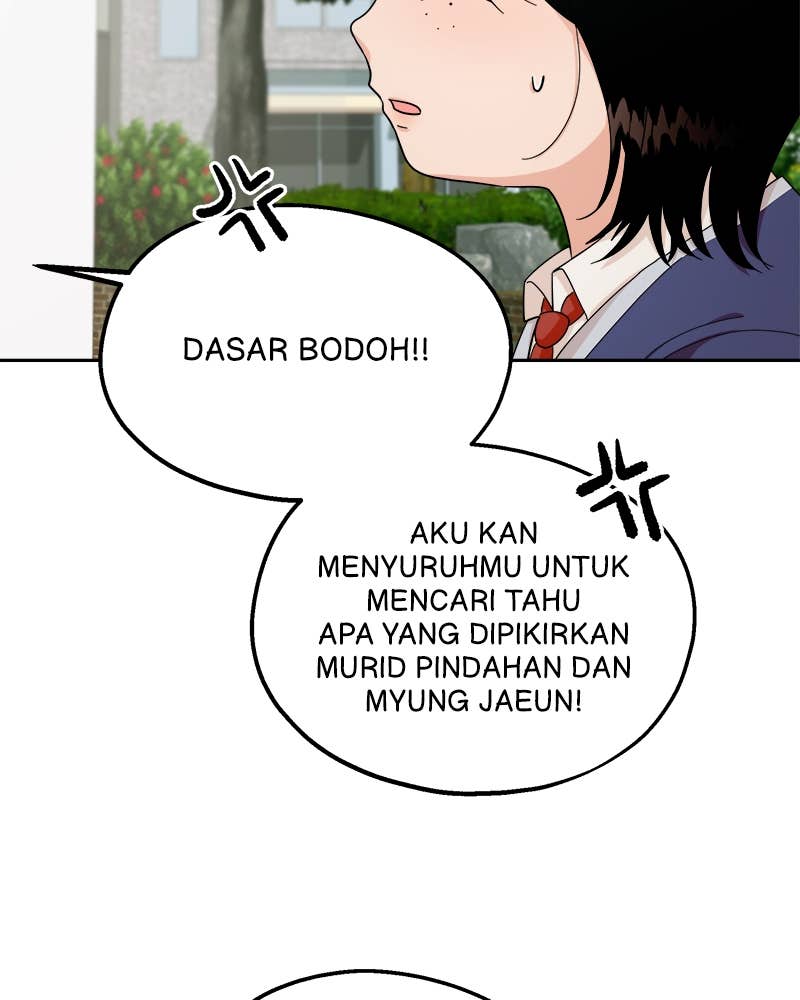 DASAR BODOH!!
AKU KAN
MENYURUHMU UNTUK
MENCARI TAHU
APA YANG DIPIKIRKAN
MURID PINDAHAN DAN
MYUNG JAEUN!